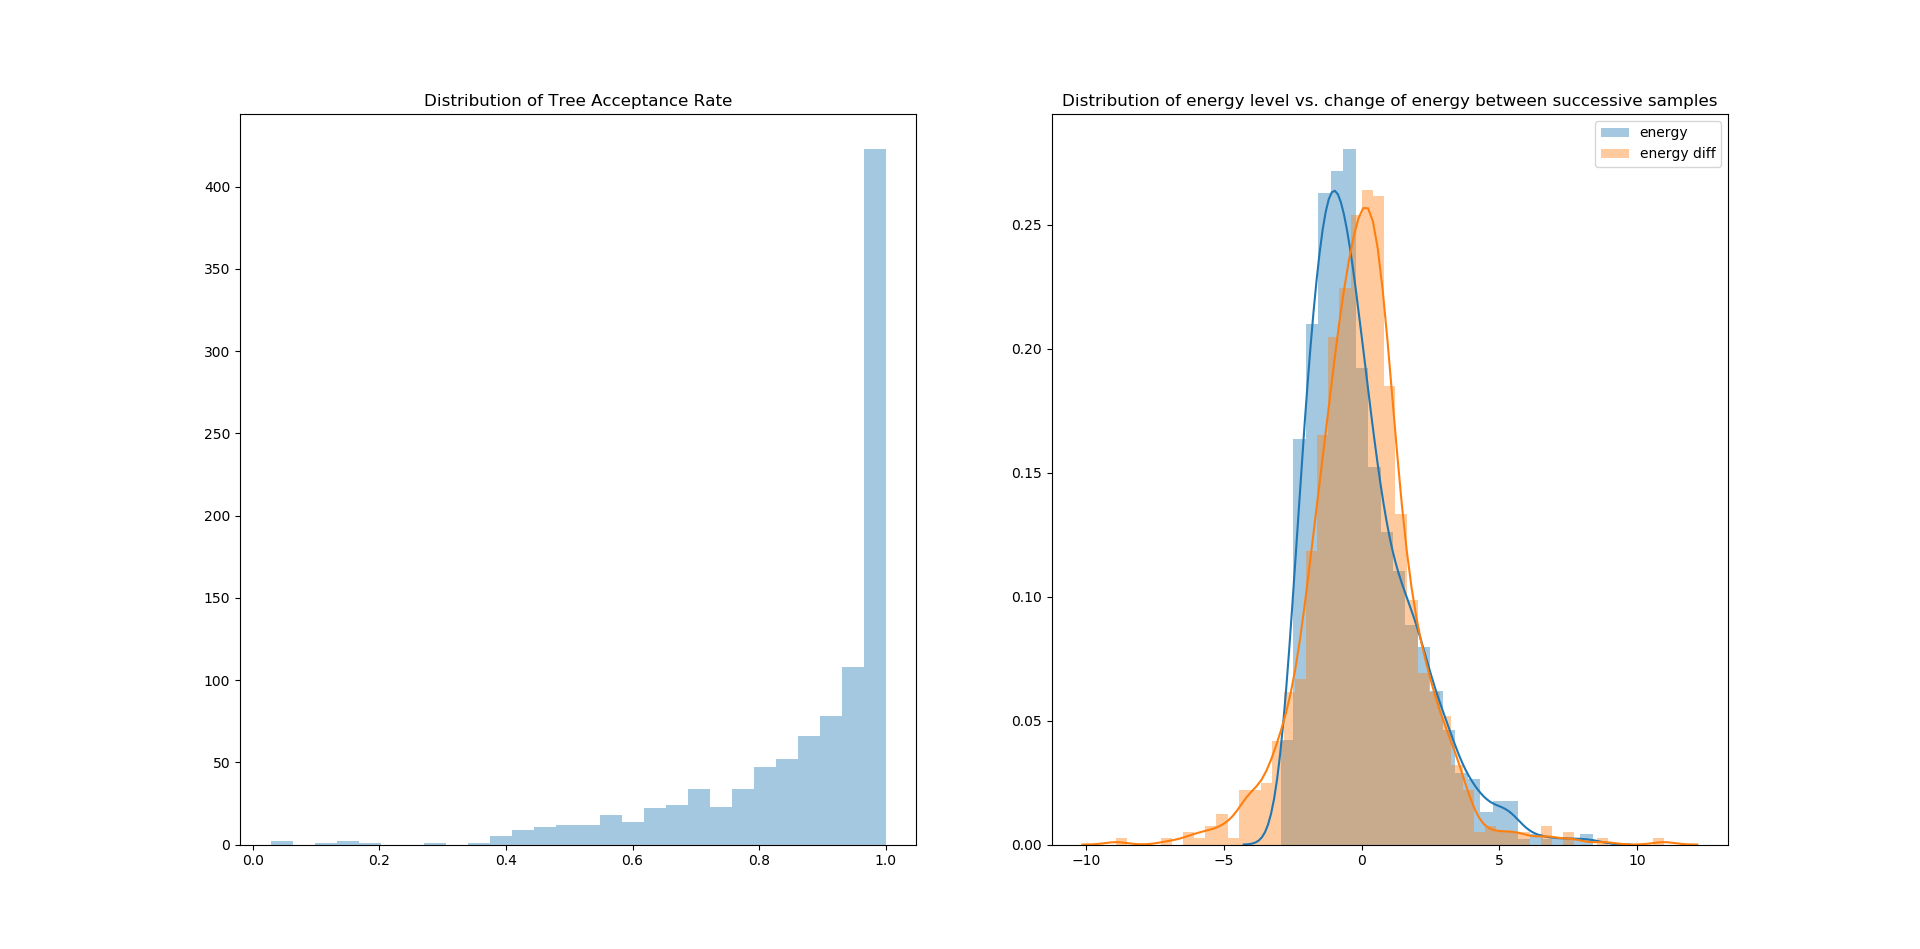 Distribution of Tree Acceptance Rate
400
350
300
250
200
150
100
50
0
0.0 0.2 0.4 0.6 0.8 1.0
Distribution of energy level vs. change of energy between successive samples
energy
energy diff
0.25
0.20
0.15
0.10
0.05
0.00
−10 −5 0 5 10